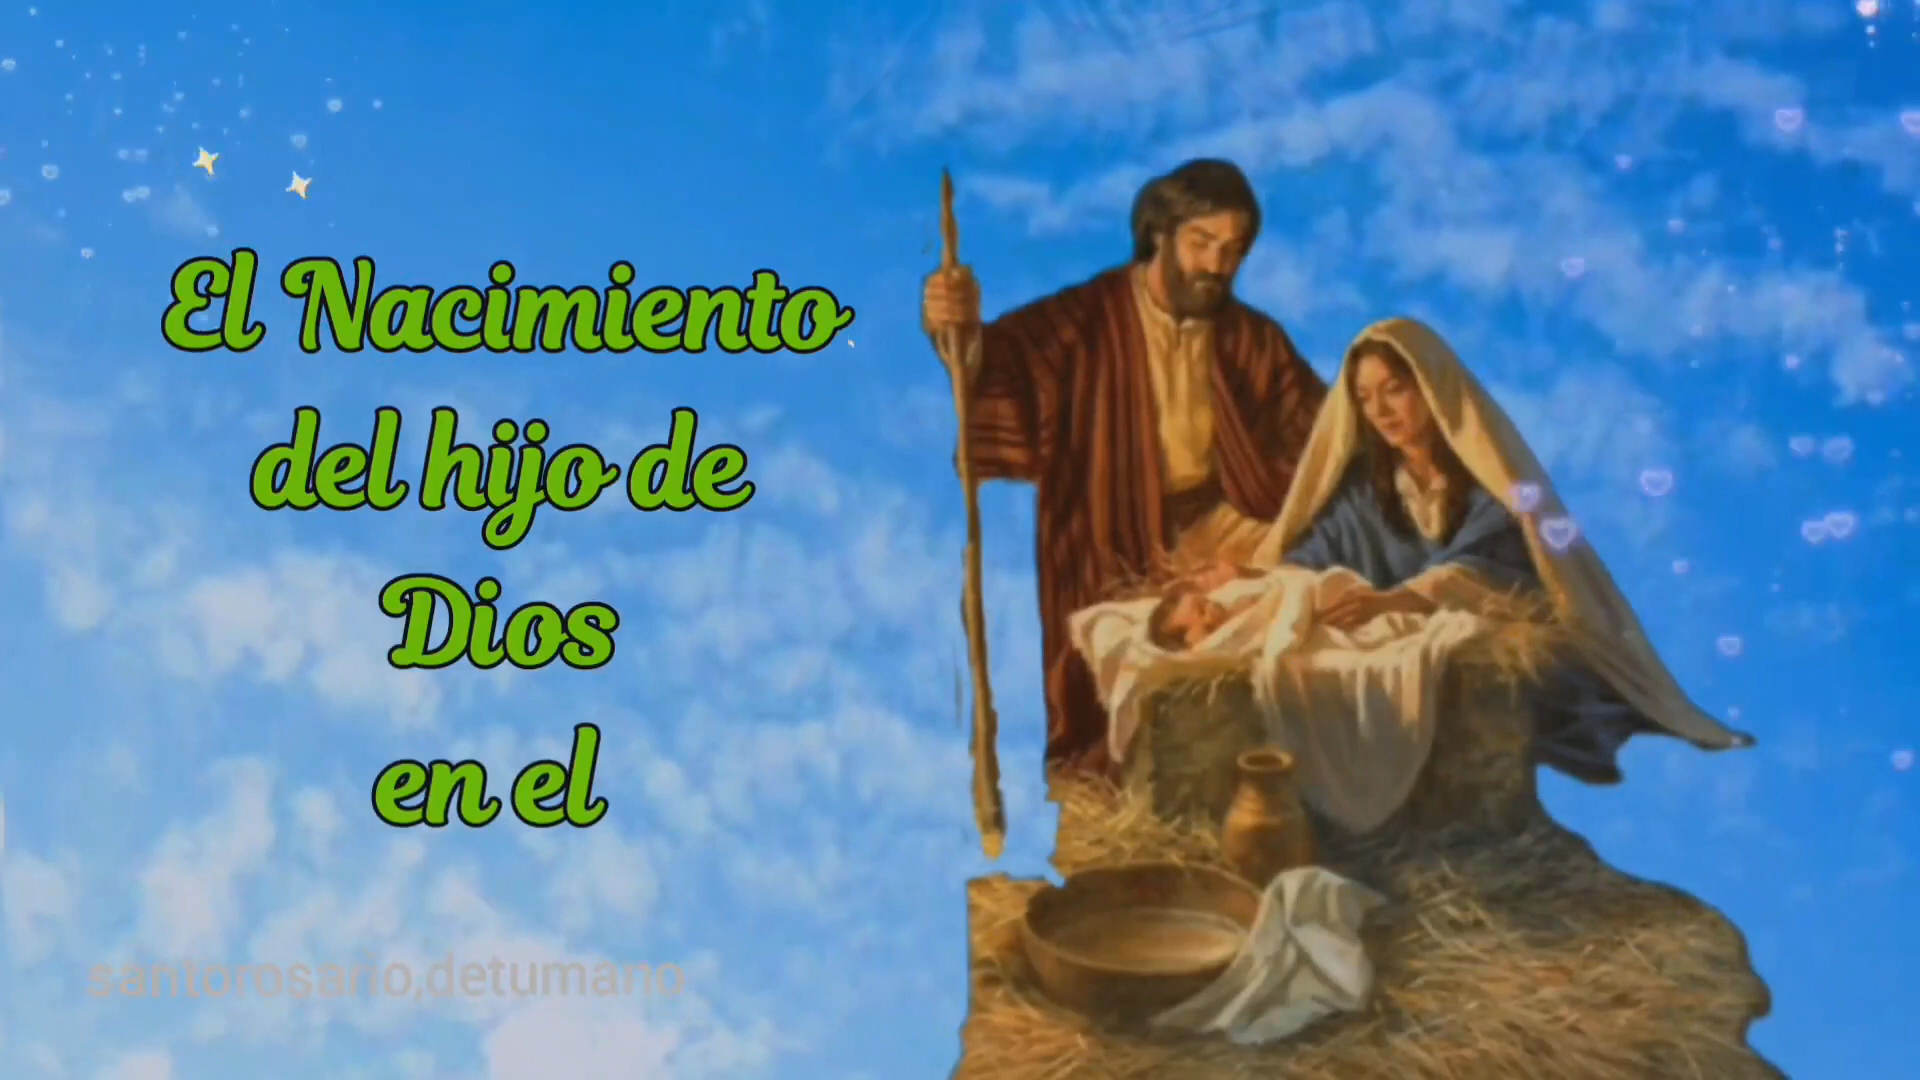 El Nacimiento
del hijo de
Dios
en el
santorosario,detumano